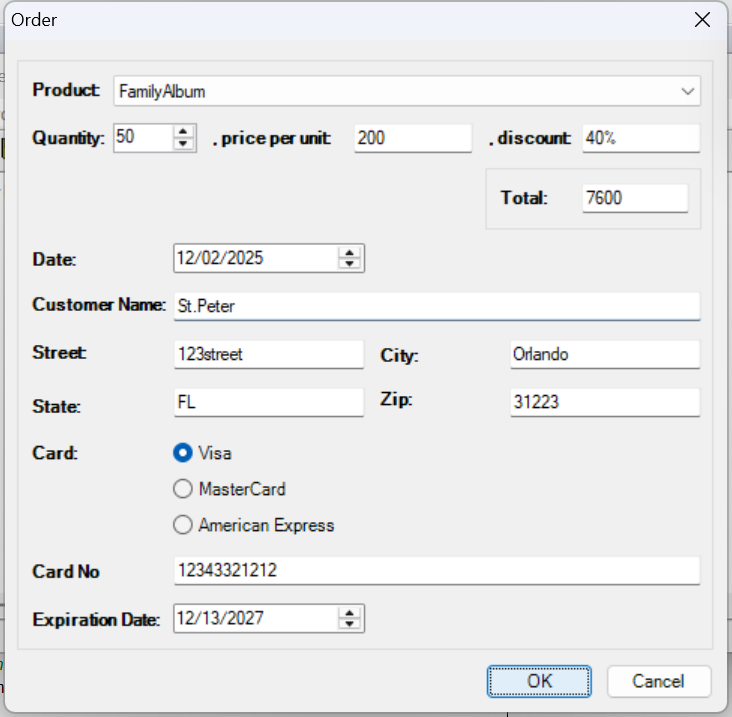 Order
Product: FamilyAlbum
Quantity: 50 , price per unit: 200 , discount: 40%
Total: 7600
Date: 12/02/2025
Customer Name: St.Peter
Street: 123street City: Orlando
State: FL Zip: 31223
Card: Visa
MasterCard
American Express
Card No 12343321212
Expiration Date: 12/13/2027
OK Cancel